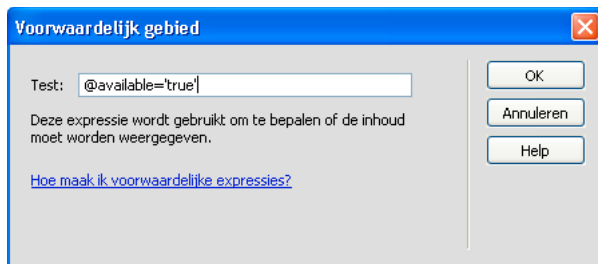 Voorwaardelijk gebied
Test: @available='true'
OK
Deze expressie wordt gebruikt om te bepalen of de inhoud
moet worden weergegeven.
Annuleren
Help
Hoe maak ik voorwaardelijke expressies?